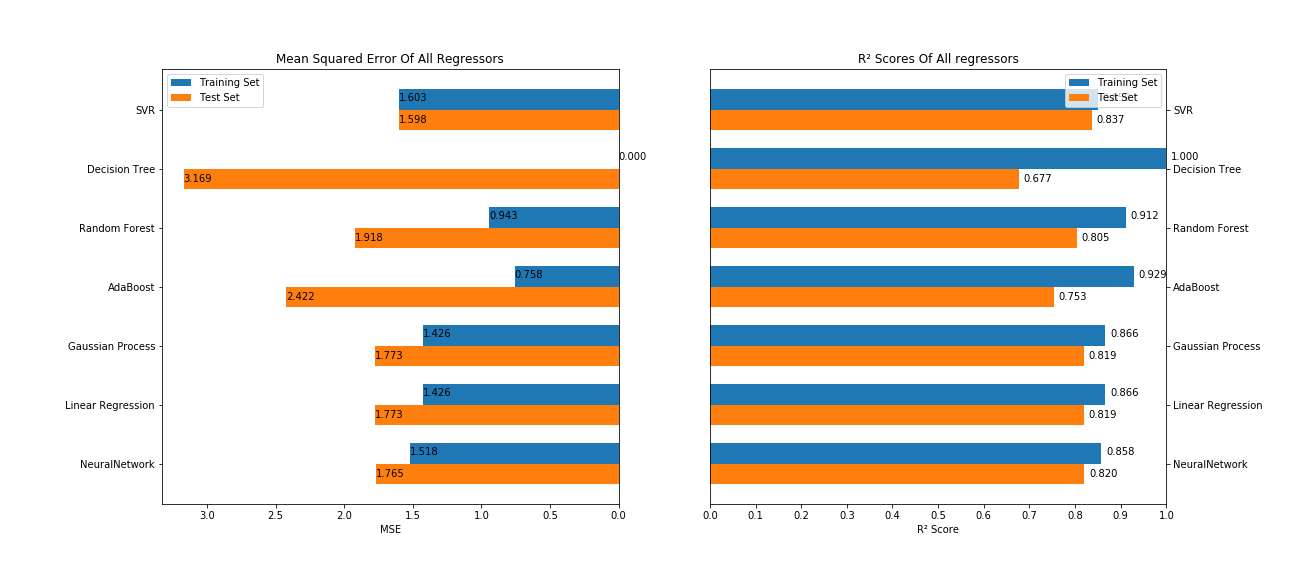 Mean Squared Error Of All Regressors
Training Set
Test Set
SVR
Decision Tree
Random Forest
AdaBoost
Gaussian Process
Linear Regression
NeuralNetwork
1.603
1.598
0.000
3.169
0.943
1.918
0.758
2.422
1.426
1.773
1.426
1.773
1.518
1.765
3.0 2.5 2.0 1.5 1.0 0.5 0.0
MSE
R² Scores Of All regressors
Training Set
Test Set
0.837
1.000
0.677
0.912
0.805
0.929
0.753
0.866
0.819
0.866
0.819
0.858
0.820
SVR
Decision Tree
Random Forest
AdaBoost
Gaussian Process
Linear Regression
NeuralNetwork
0.0 0.1 0.2 0.3 0.4 0.5 0.6 0.7 0.8 0.9 1.0
R² Score